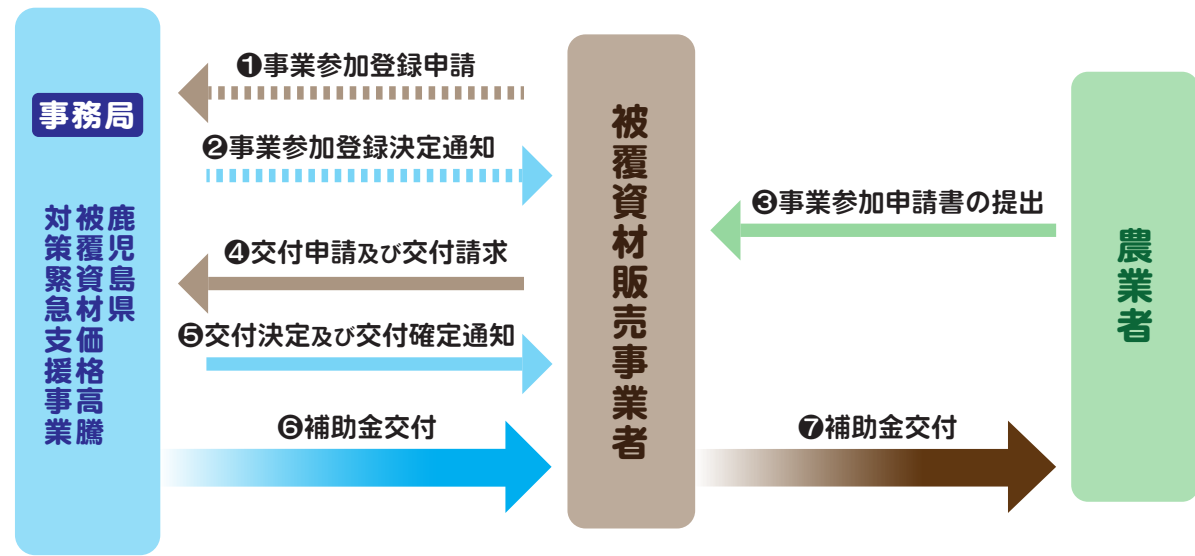 事務局
鹿児島県
被覆資材価格高騰
対策緊急支援事業
❶事業参加登録申請
❷事業参加登録決定通知
❹交付申請及び交付請求
❺交付決定及び交付確定通知
❻補助金交付
被覆資材販売事業者
❸事業参加申請書の提出
❼補助金交付
農業者